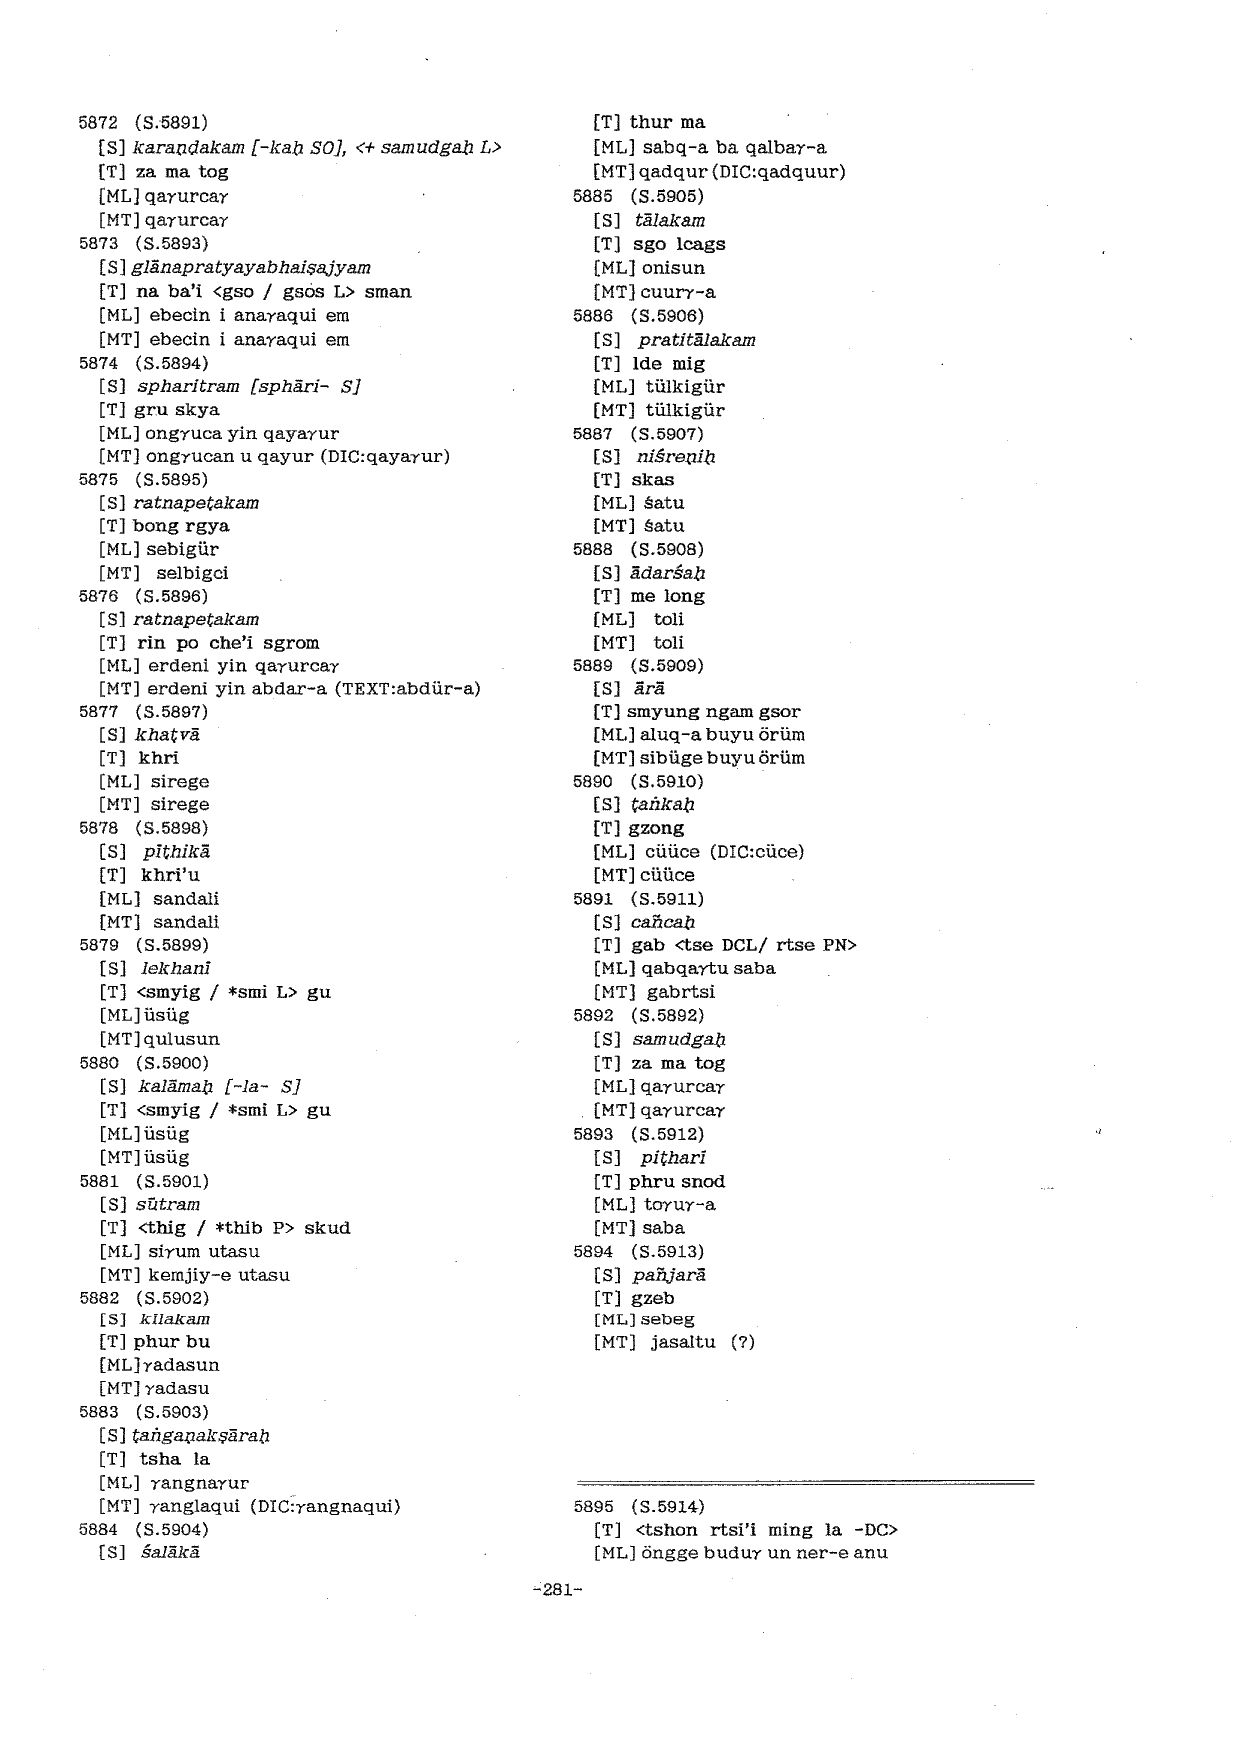 5872 (S.5891)
[S] karaṇḍakam [-kaḥ SO], <+ samudgaḥ L>
[T] za ma tog
[ML] qaγurcaγ
[MT] qaγurcaγ
5873 (S.5893)
[S] glānapratyayabhaiṣajyam
[T] na ba'i <gso / gsos L> sman
[ML] ebecin i anaγaqui em
[MT] ebecin i anaγaqui em
5874 (S.5894)
[S] spharitram [sphāri- S]
[T] gru skya
[ML] ongγuca yin qayaγur
[MT] ongγucan u qayur (DIC:qayaγur)
5875 (S.5895)
[S] ratnapeṭakam
[T] bong rgya
[ML] sebigür
[MT] selbigci
5876 (S.5896)
[S] ratnapeṭakam
[T] rin po che'i sgrom
[ML] erdeni yin qaγurcaγ
[MT] erdeni yin abdar-a (TEXT:abdür-a)
5877 (S.5897)
[S] khaṭvā
[T] khri
[ML] sirege
[MT] sirege
5878 (S.5898)
[S] pīṭhikā
[T] khri'u
[ML] sandali
[MT] sandali
5879 (S.5899)
[S] lekhanī
[T] <smyig / *smi L> gu
[ML] üsüg
[MT] qulusun
5880 (S.5900)
[S] kalāmaḥ [-la- S]
[T] <smyig / *smi L> gu
[ML] üsüg
[MT] üsüg
5881 (S.5901)
[S] sūtram
[T] <thig / *thib P> skud
[ML] siγum utasu
[MT] kemjiy-e utasu
5882 (S.5902)
[S] kīlakam
[T] phur bu
[ML] γadasun
[MT] γadasu
5883 (S.5903)
[S] ṭaṅgaṇakṣāraḥ
[T] tsha la
[ML] γangnaγur
[MT] γanglaqui (DIC:γangnaqui)
5884 (S.5904)
[S] śalākā
[T] thur ma
[ML] sabq-a ba qalbaγ-a
[MT] qadqur (DIC:qadquur)
5885 (S.5905)
[S] tālakam
[T] sgo lcags
[ML] onisun
[MT] cuurγ-a
5886 (S.5906)
[S] pratitālakam
[T] lde mig
[ML] tülkigür
[MT] tülkigür
5887 (S.5907)
[S] niśreṇiḥ
[T] skas
[ML] śatu
[MT] śatu
5888 (S.5908)
[S] ādarśaḥ
[T] me long
[ML] toli
[MT] toli
5889 (S.5909)
[S] ārā
[T] smyung ngam gsor
[ML] aluq-a buyu örüm
[MT] sibüge buyu örüm
5890 (S.5910)
[S] ṭaṅkaḥ
[T] gzong
[ML] cüüce (DIC:cüce)
[MT] cüüce
5891 (S.5911)
[S] cañcaḥ
[T] gab <tse DCL/ rtse PN>
[ML] qabqaγtu saba
[MT] gabrtsi
5892 (S.5892)
[S] samudgaḥ
[T] za ma tog
[ML] qaγurcaγ
[MT] qaγurcaγ
5893 (S.5912)
[S] piṭharī
[T] phru snod
[ML] toγuγ-a
[MT] saba
5894 (S.5913)
[S] pañjarā
[T] gzeb
[ML] sebeg
[MT] jasaltu (?)
5895 (S.5914)
[T] <tshon rtsi'i ming la -DC>
[ML] öngge buduγ un ner-e anu
-281-